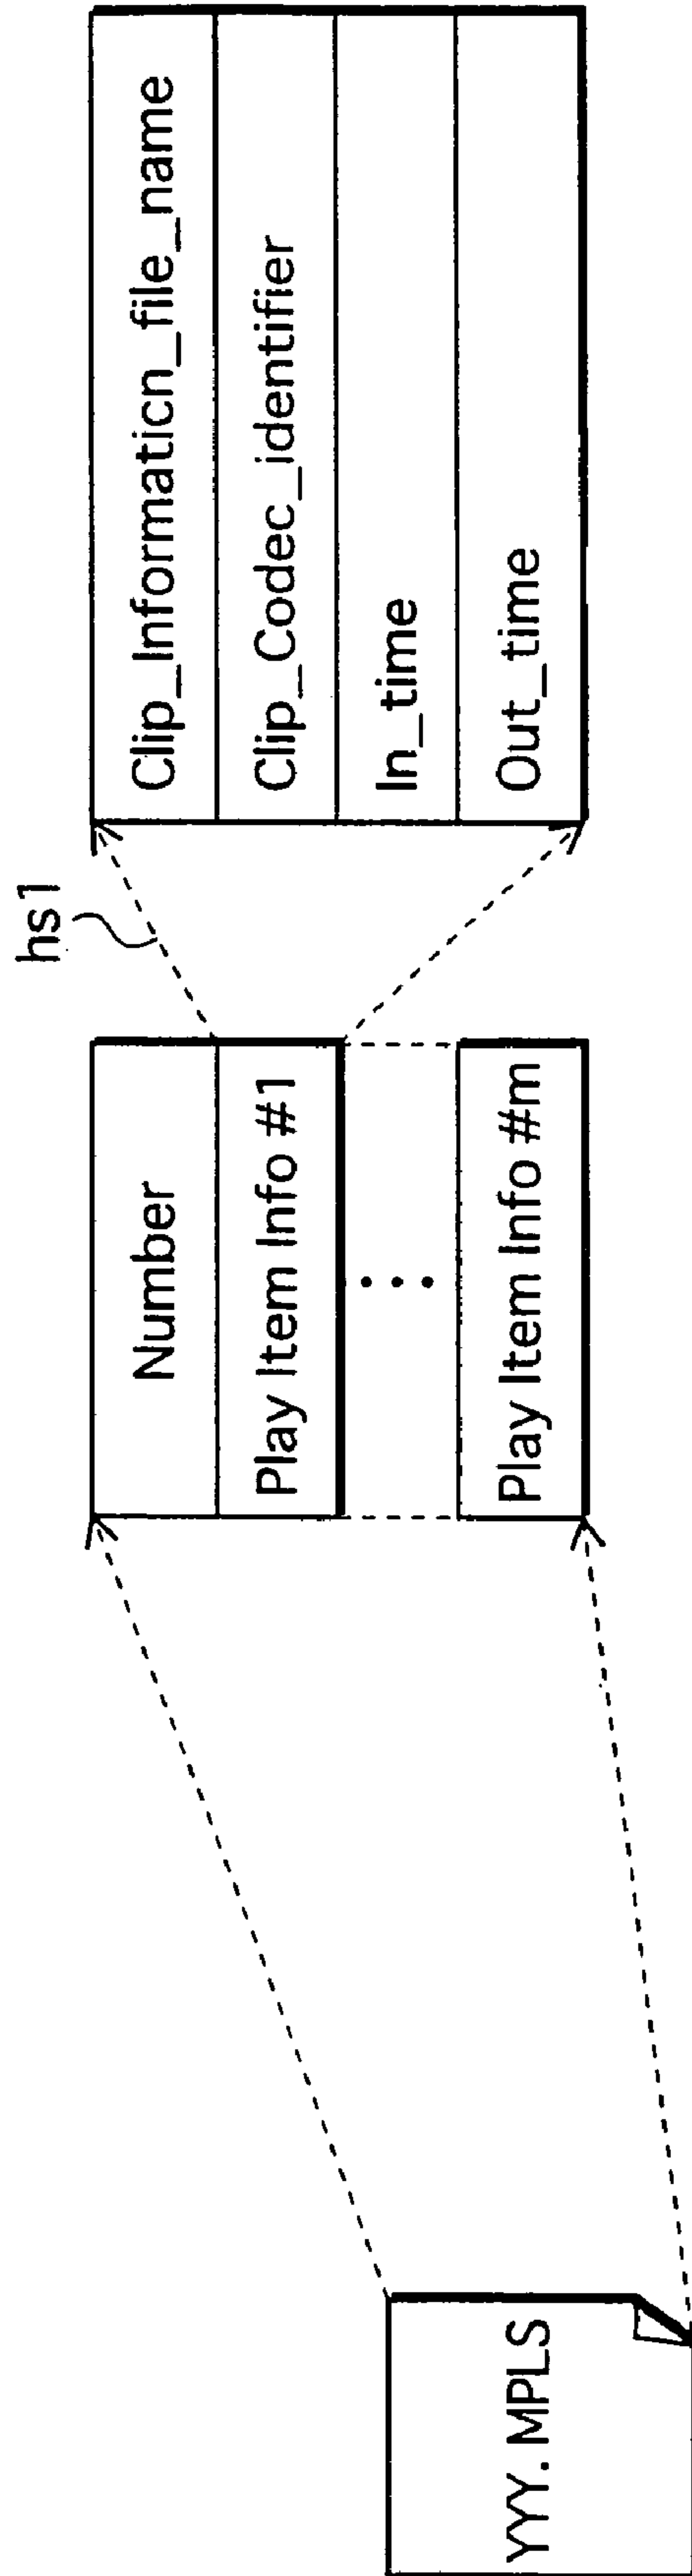 YYY. MPLS
Number
Play Item Info #1
Play Item Info #m
hs1
Clip_Informaticn_file_name
Clip_Codec_identifier
In_time
Out_time